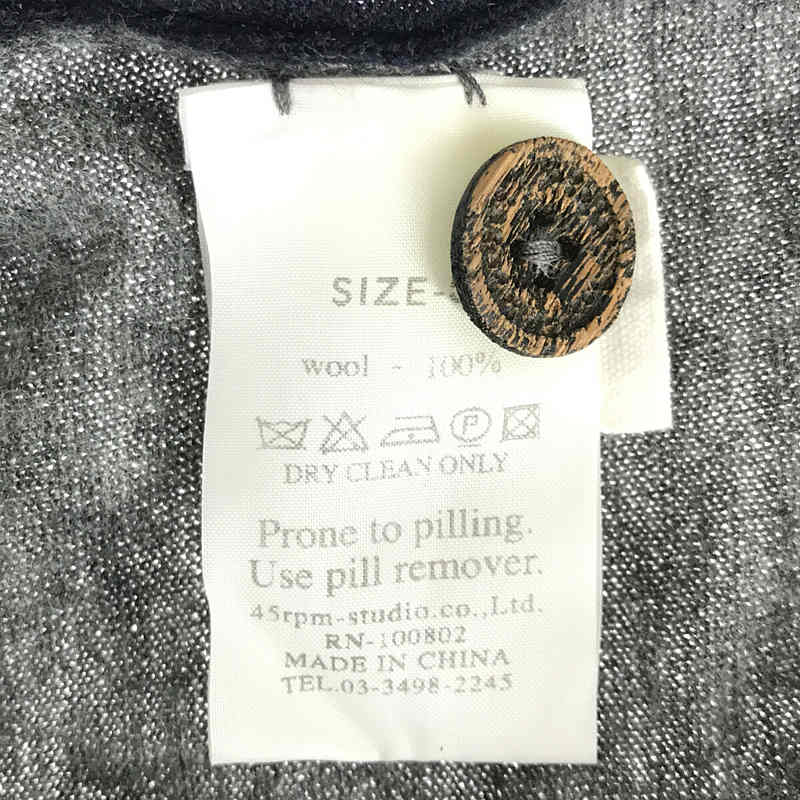 SIZE-
wool - 100%
P
DRY CLEAN ONLY
Prone to pilling.
Use pill remover.
45rpm-studio.co.,Ltd.
RN-100802
MADE IN CHINA
TEL.03-3498-2245